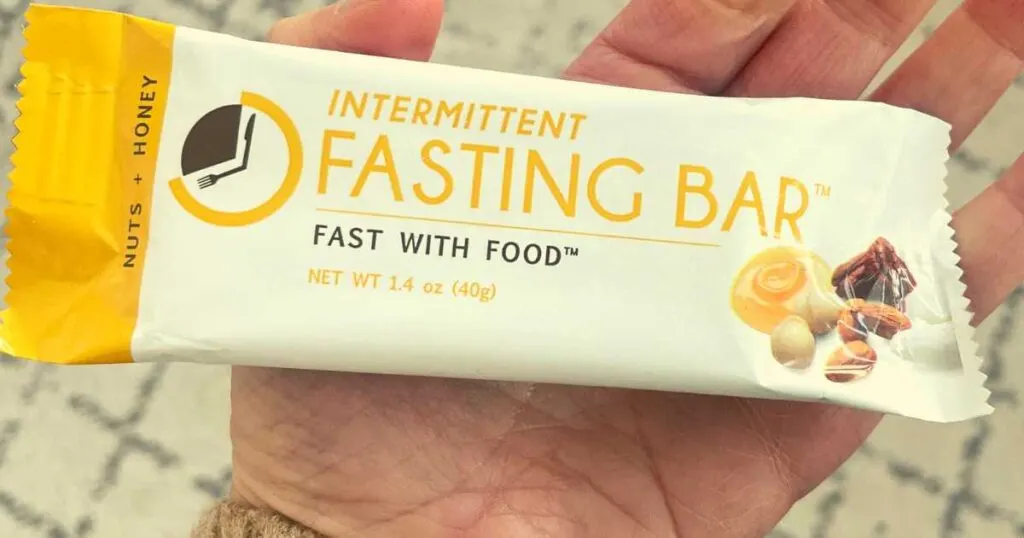 NUTS + HONEY
INTERMITTENT
FASTING BAR™
FAST WITH FOOD™
NET WT 1.4 oz (40g)